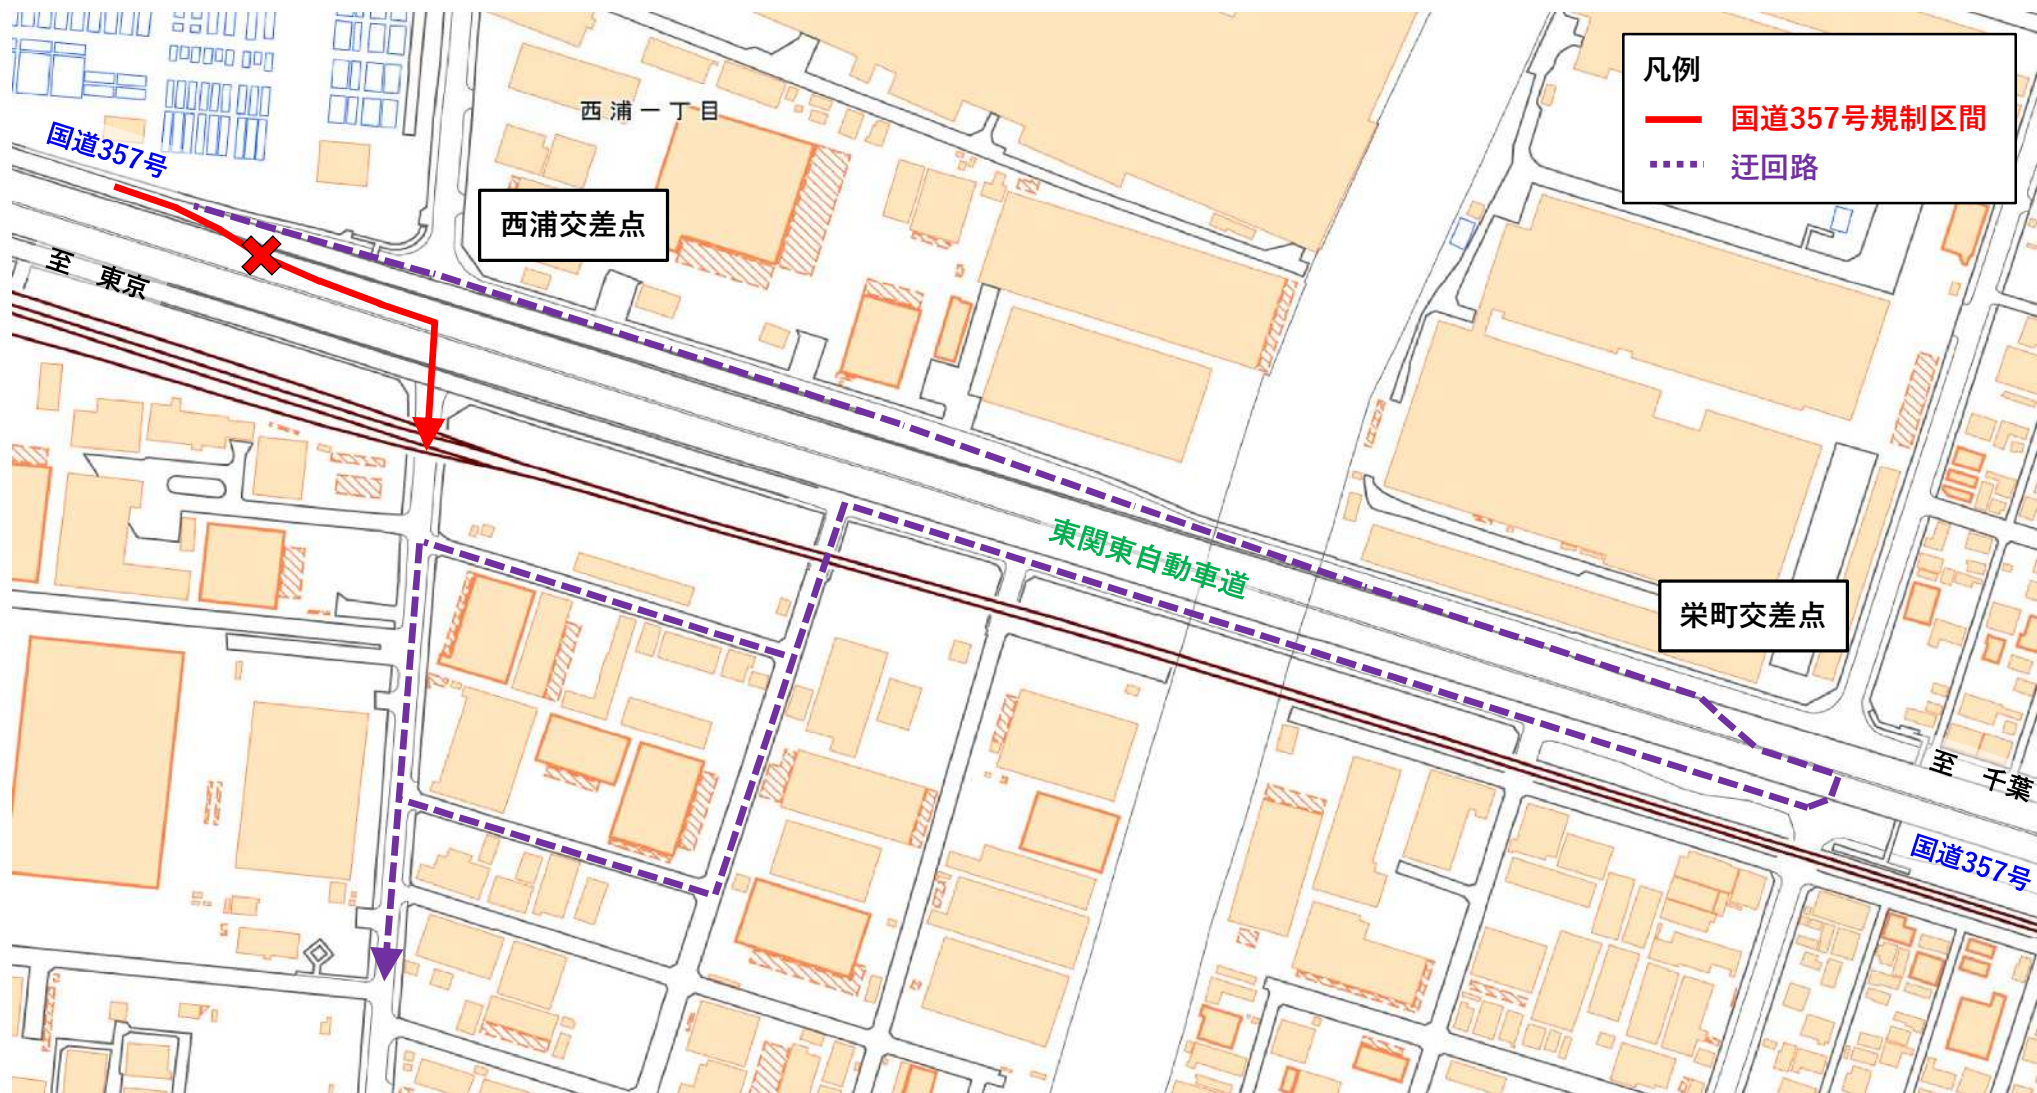 西浦一丁目
凡例
国道357号規制区間
迂回路
国道357号
西浦交差点
至 東京
東関東自動車道
栄町交差点
至 千葉
国道357号